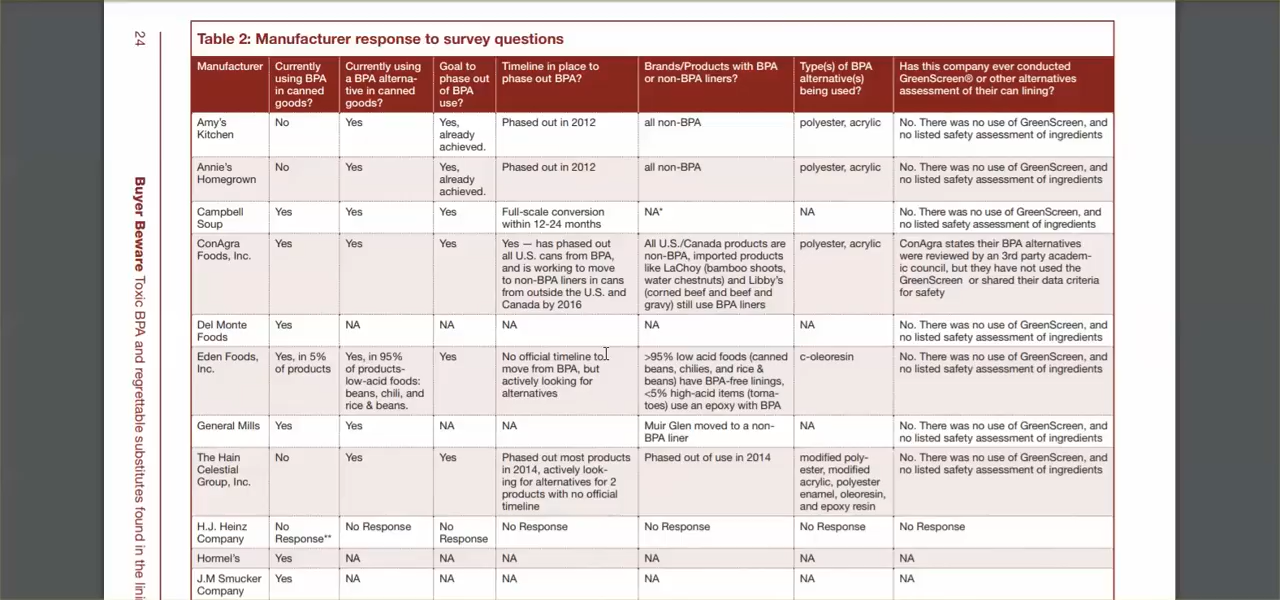 24
Buyer Beware Toxic BPA and regrettable substitutes found in the
Table 2: Manufacturer response to survey questions
Manufacturer
Currently
using BPA
in canned
goods?
Currently using
a BPA alterna-
tive in canned
goods?
Goal to
phase out
of BPA
use?
Timeline in place to
phase out BPA?
Brands/Products with BPA
or non-BPA liners?
Type(s) of BPA
alternative(s)
being used?
Has this company ever conducted
GreenScreen® or other alternatives
assessment of their can lining?
Amy's
Kitchen
No
Yes
Yes,
already
achieved.
Phased out in 2012
all non-BPA
polyester, acrylic
No. There was no use of GreenScreen, and
no listed safety assessment of ingredients
Annie's
Homegrown
No
Yes
Yes,
already
achieved.
Phased out in 2012
all non-BPA
polyester, acrylic
No. There was no use of GreenScreen, and
no listed safety assessment of ingredients
Campbell
Soup
Yes
Yes
Yes
Full-scale conversion
within 12-24 months
NA*
NA
No. There was no use of GreenScreen, and
no listed safety assessment of ingredients
ConAgra
Foods, Inc.
Yes
Yes
Yes
Yes — has phased out
all U.S. cans from BPA,
and is working to move
to non-BPA liners in cans
from outside the U.S. and
Canada by 2016
All U.S./Canada products are
non-BPA, imported products
like LaChoy (bamboo shoots,
water chestnuts) and Libby's
(corned beef and beef and
gravy) still use BPA liners
polyester, acrylic
ConAgra states their BPA alternatives
were reviewed by an 3rd party academ-
ic council, but they have not used the
GreenScreen or shared their data criteria
for safety
Del Monte
Foods
Yes
NA
NA
NA
NA
NA
No. There was no use of GreenScreen, and
no listed safety assessment of ingredients
Eden Foods,
Inc.
Yes, in 5%
of products
Yes, in 95%
of products-
low-acid foods:
beans, chili, and
rice & beans.
Yes
No official timeline to
move from BPA, but
actively looking for
alternatives
>95% low acid foods (canned
beans, chilies, and rice &
beans) have BPA-free linings,
<5% high-acid items (toma-
toes) use an epoxy with BPA
c-oleoresin
No. There was no use of GreenScreen, and
no listed safety assessment of ingredients
General Mills
Yes
Yes
NA
NA
Muir Glen moved to a non-
BPA liner
NA
No. There was no use of GreenScreen, and
no listed safety assessment of ingredients
The Hain
Celestial
Group, Inc.
No
Yes
Yes
Phased out most products
in 2014, actively look-
ing for alternatives for 2
products with no official
timeline
Phased out of use in 2014
modified poly-
ester, modified
acrylic, polyester
enamel, oleoresin,
and epoxy resin
No. There was no use of GreenScreen, and
no listed safety assessment of ingredients
H.J. Heinz
Company
No
Response**
No Response
No
Response
No Response
No Response
No Response
No Response
Hormel's
Yes
NA
NA
NA
NA
NA
NA
J.M Smucker
Company
Yes
NA
NA
NA
NA
NA
NA